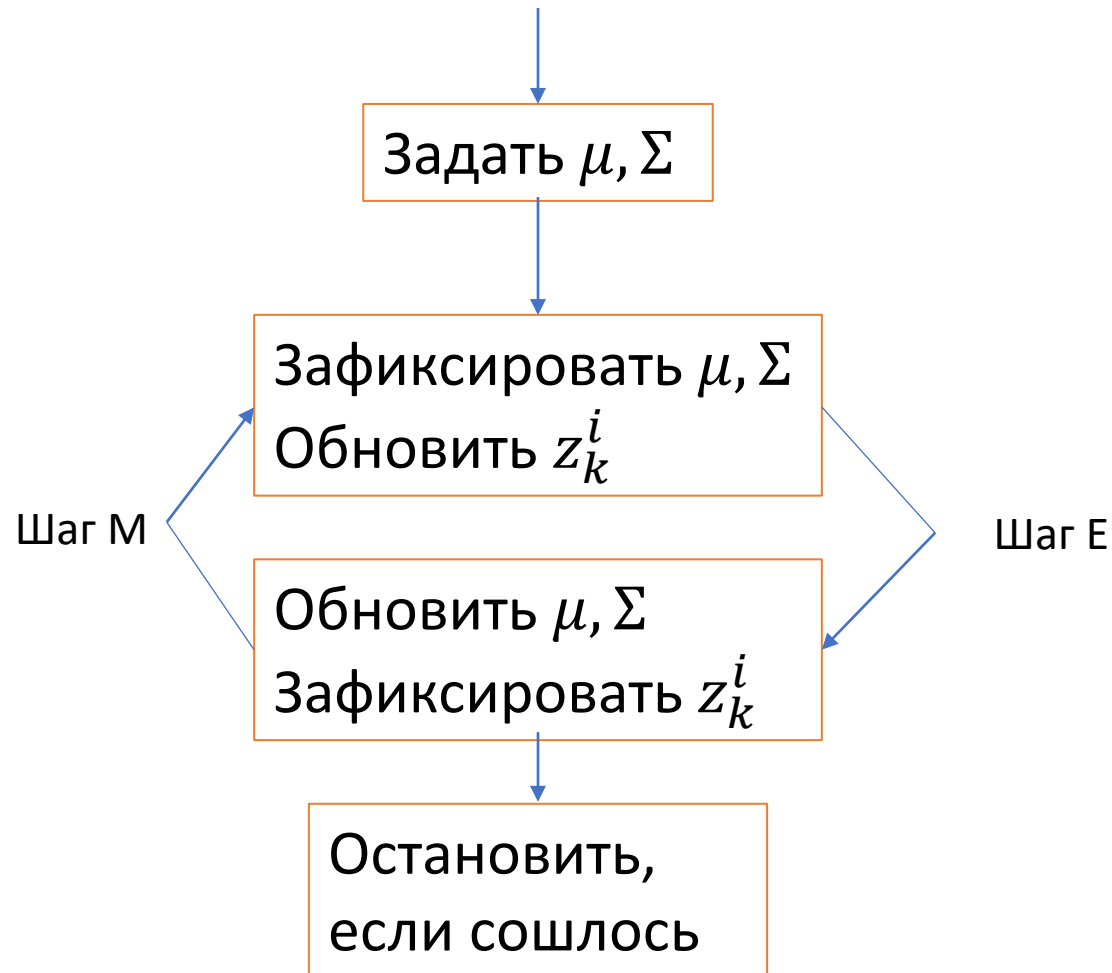 Задать μ, Σ
Зафиксировать μ, Σ
Обновить z_k^i
Шаг М
Шаг Е
Обновить μ, Σ
Зафиксировать z_k^i
Остановить,
если сошлось